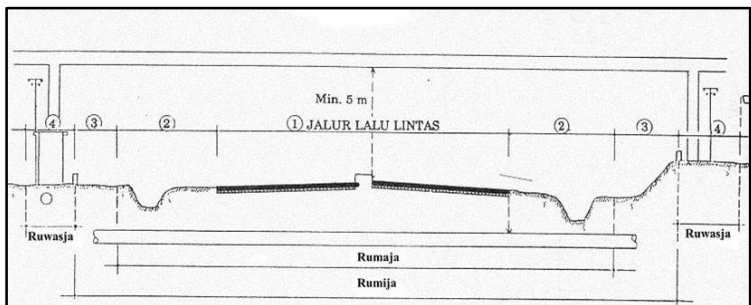 Min. 5 m
④ ③ ② ① JALUR LALU LINTAS ② ③ ④
Ruwasja Ruwasja
Rumaja
Rumija